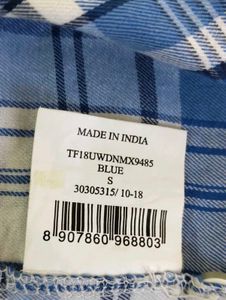 MADE IN INDIA
TF18UWDNMX9485
BLUE
S
30305315/ 10-18
8 907860 968803